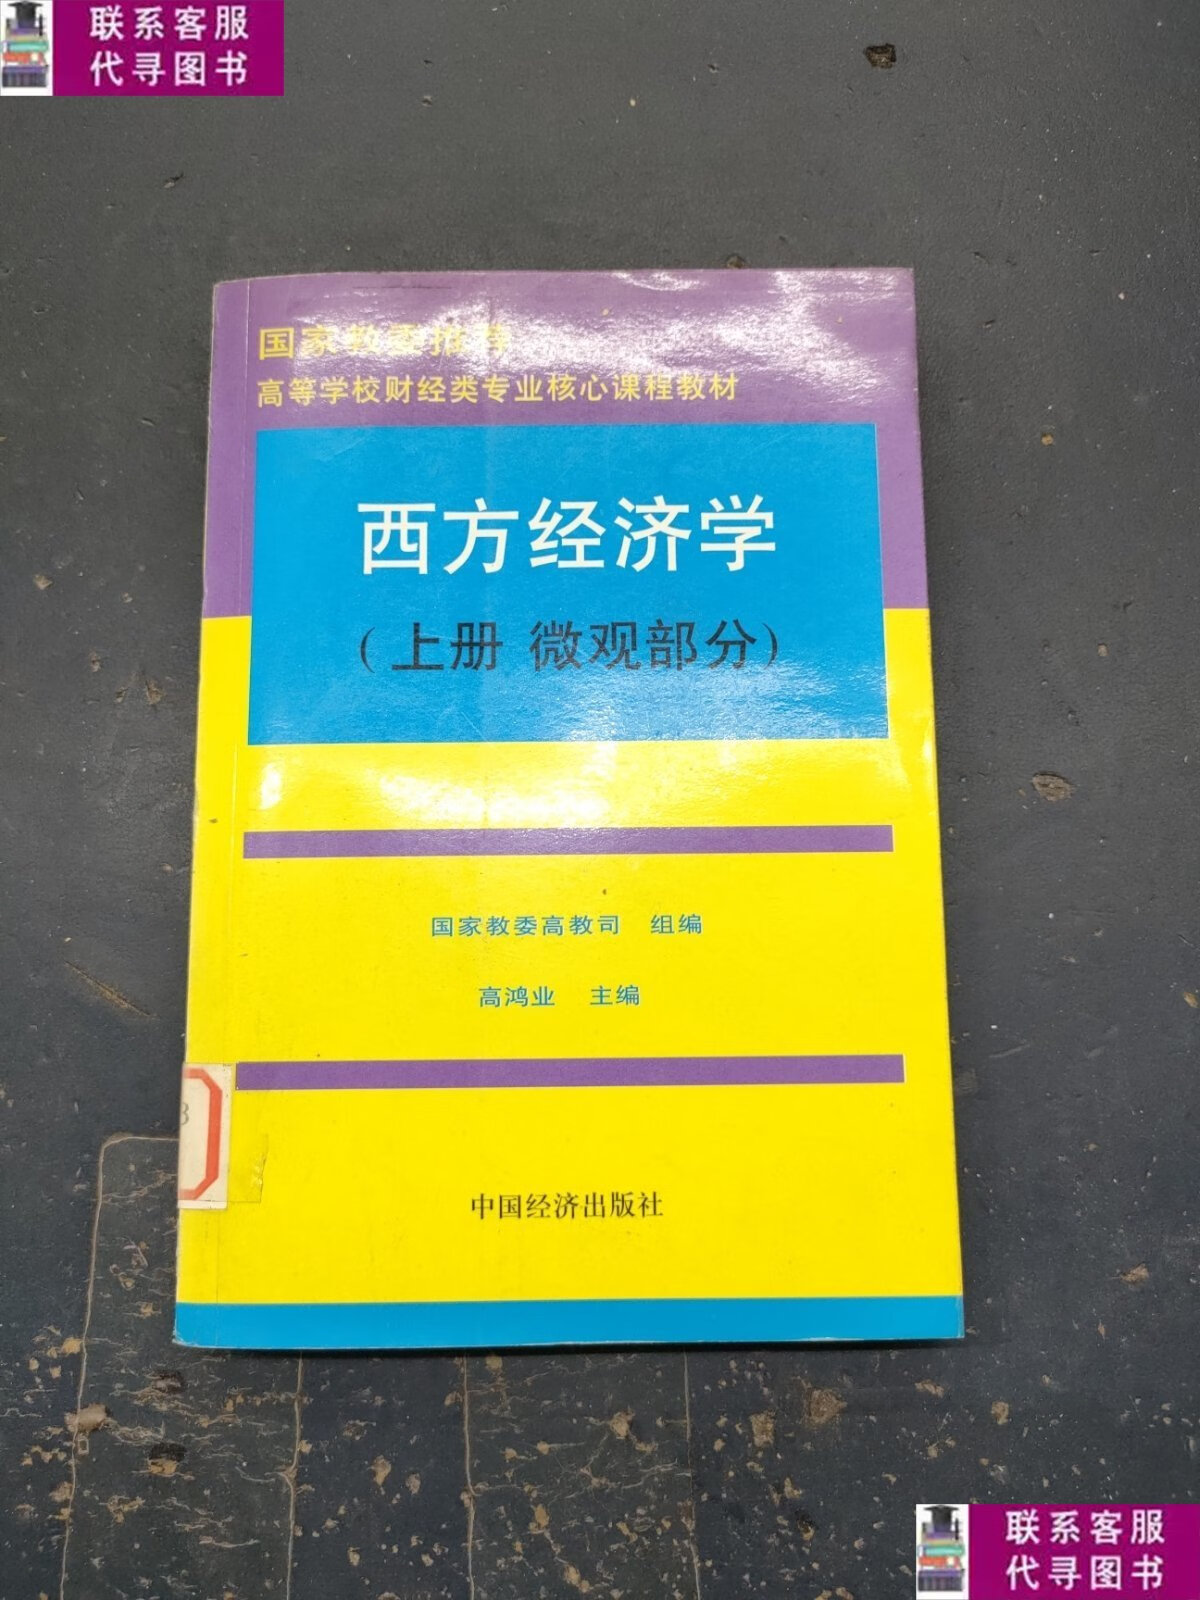 联系客服
代寻图书
国家教委推荐
高等学校财经类专业核心课程教材
西方经济学
(上册 微观部分)
国家教委高教司 组编
高鸿业 主编
中国经济出版社
联系客服
代寻图书